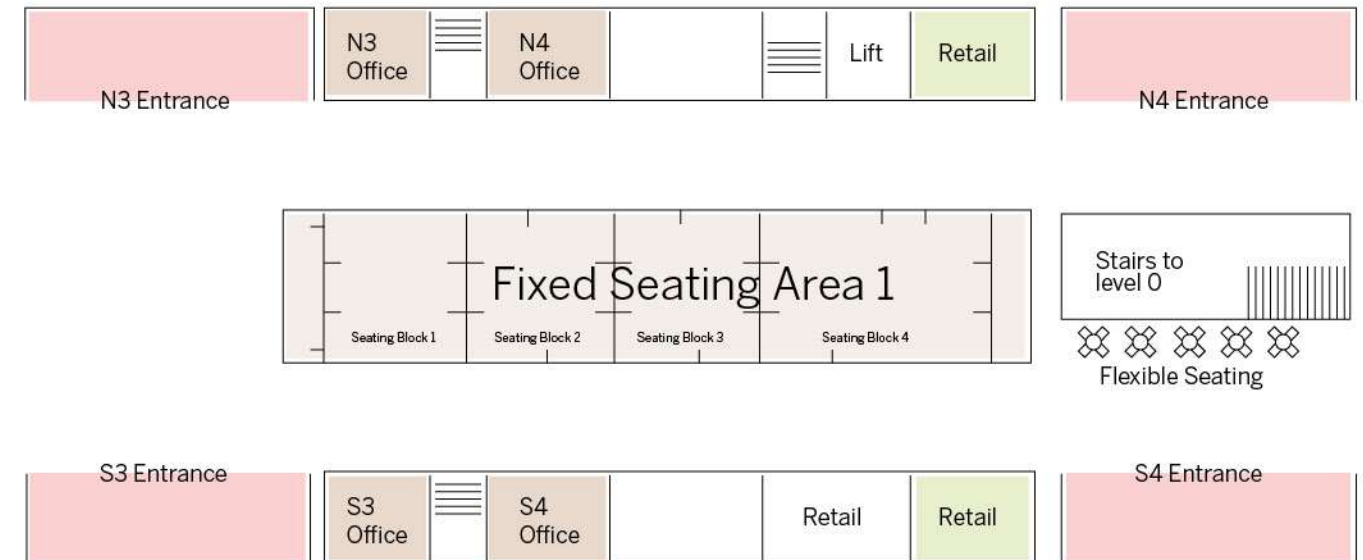 N3
Office
N4
Office
Lift
Retail
N3 Entrance
N4 Entrance
Stairs to
level 0
Fixed Seating Area 1
Seating Block 1
Seating Block 2
Seating Block 3
Seating Block 4
Flexible Seating
S3 Entrance
S4 Entrance
S3
Office
S4
Office
Retail
Retail